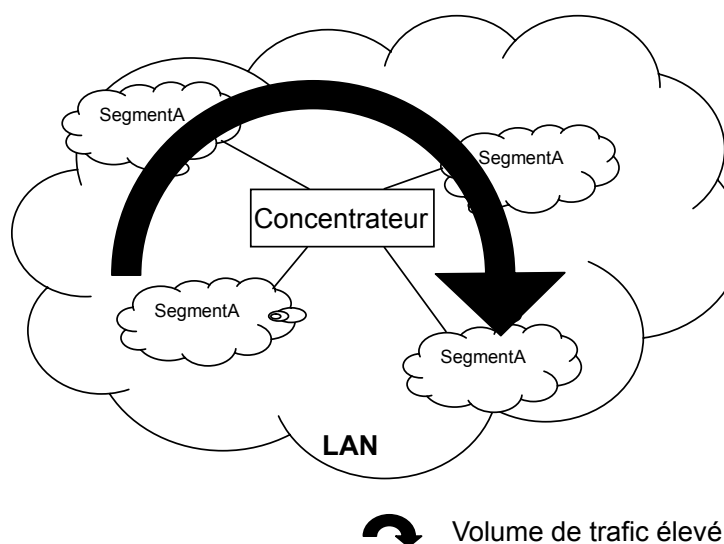 SegmentA
SegmentA
Concentrateur
SegmentA
SegmentA
LAN
Volume de trafic élevé